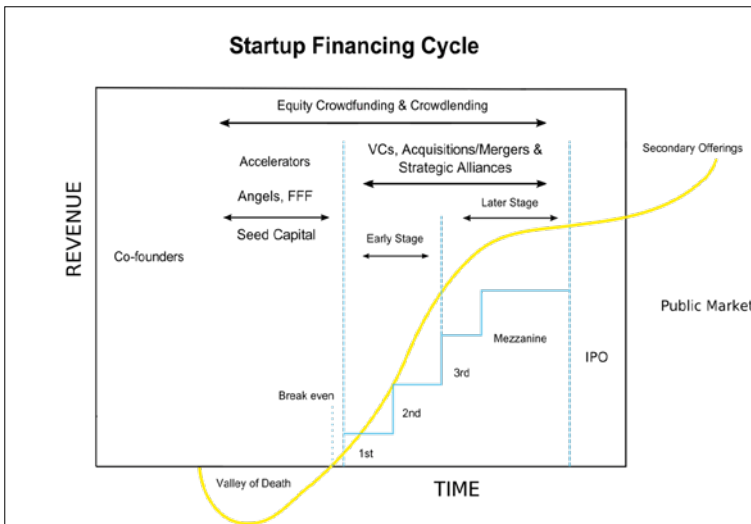 Startup Financing Cycle
Equity Crowdfunding & Crowdlending
Accelerators
Angels, FFF
Seed Capital
VCs, Acquisitions/Mergers &
Strategic Alliances
Secondary Offerings
Later Stage
Early Stage
REVENUE
Co-founders
Public Market
Mezzanine
IPO
3rd
Break even
2nd
1st
Valley of Death
TIME